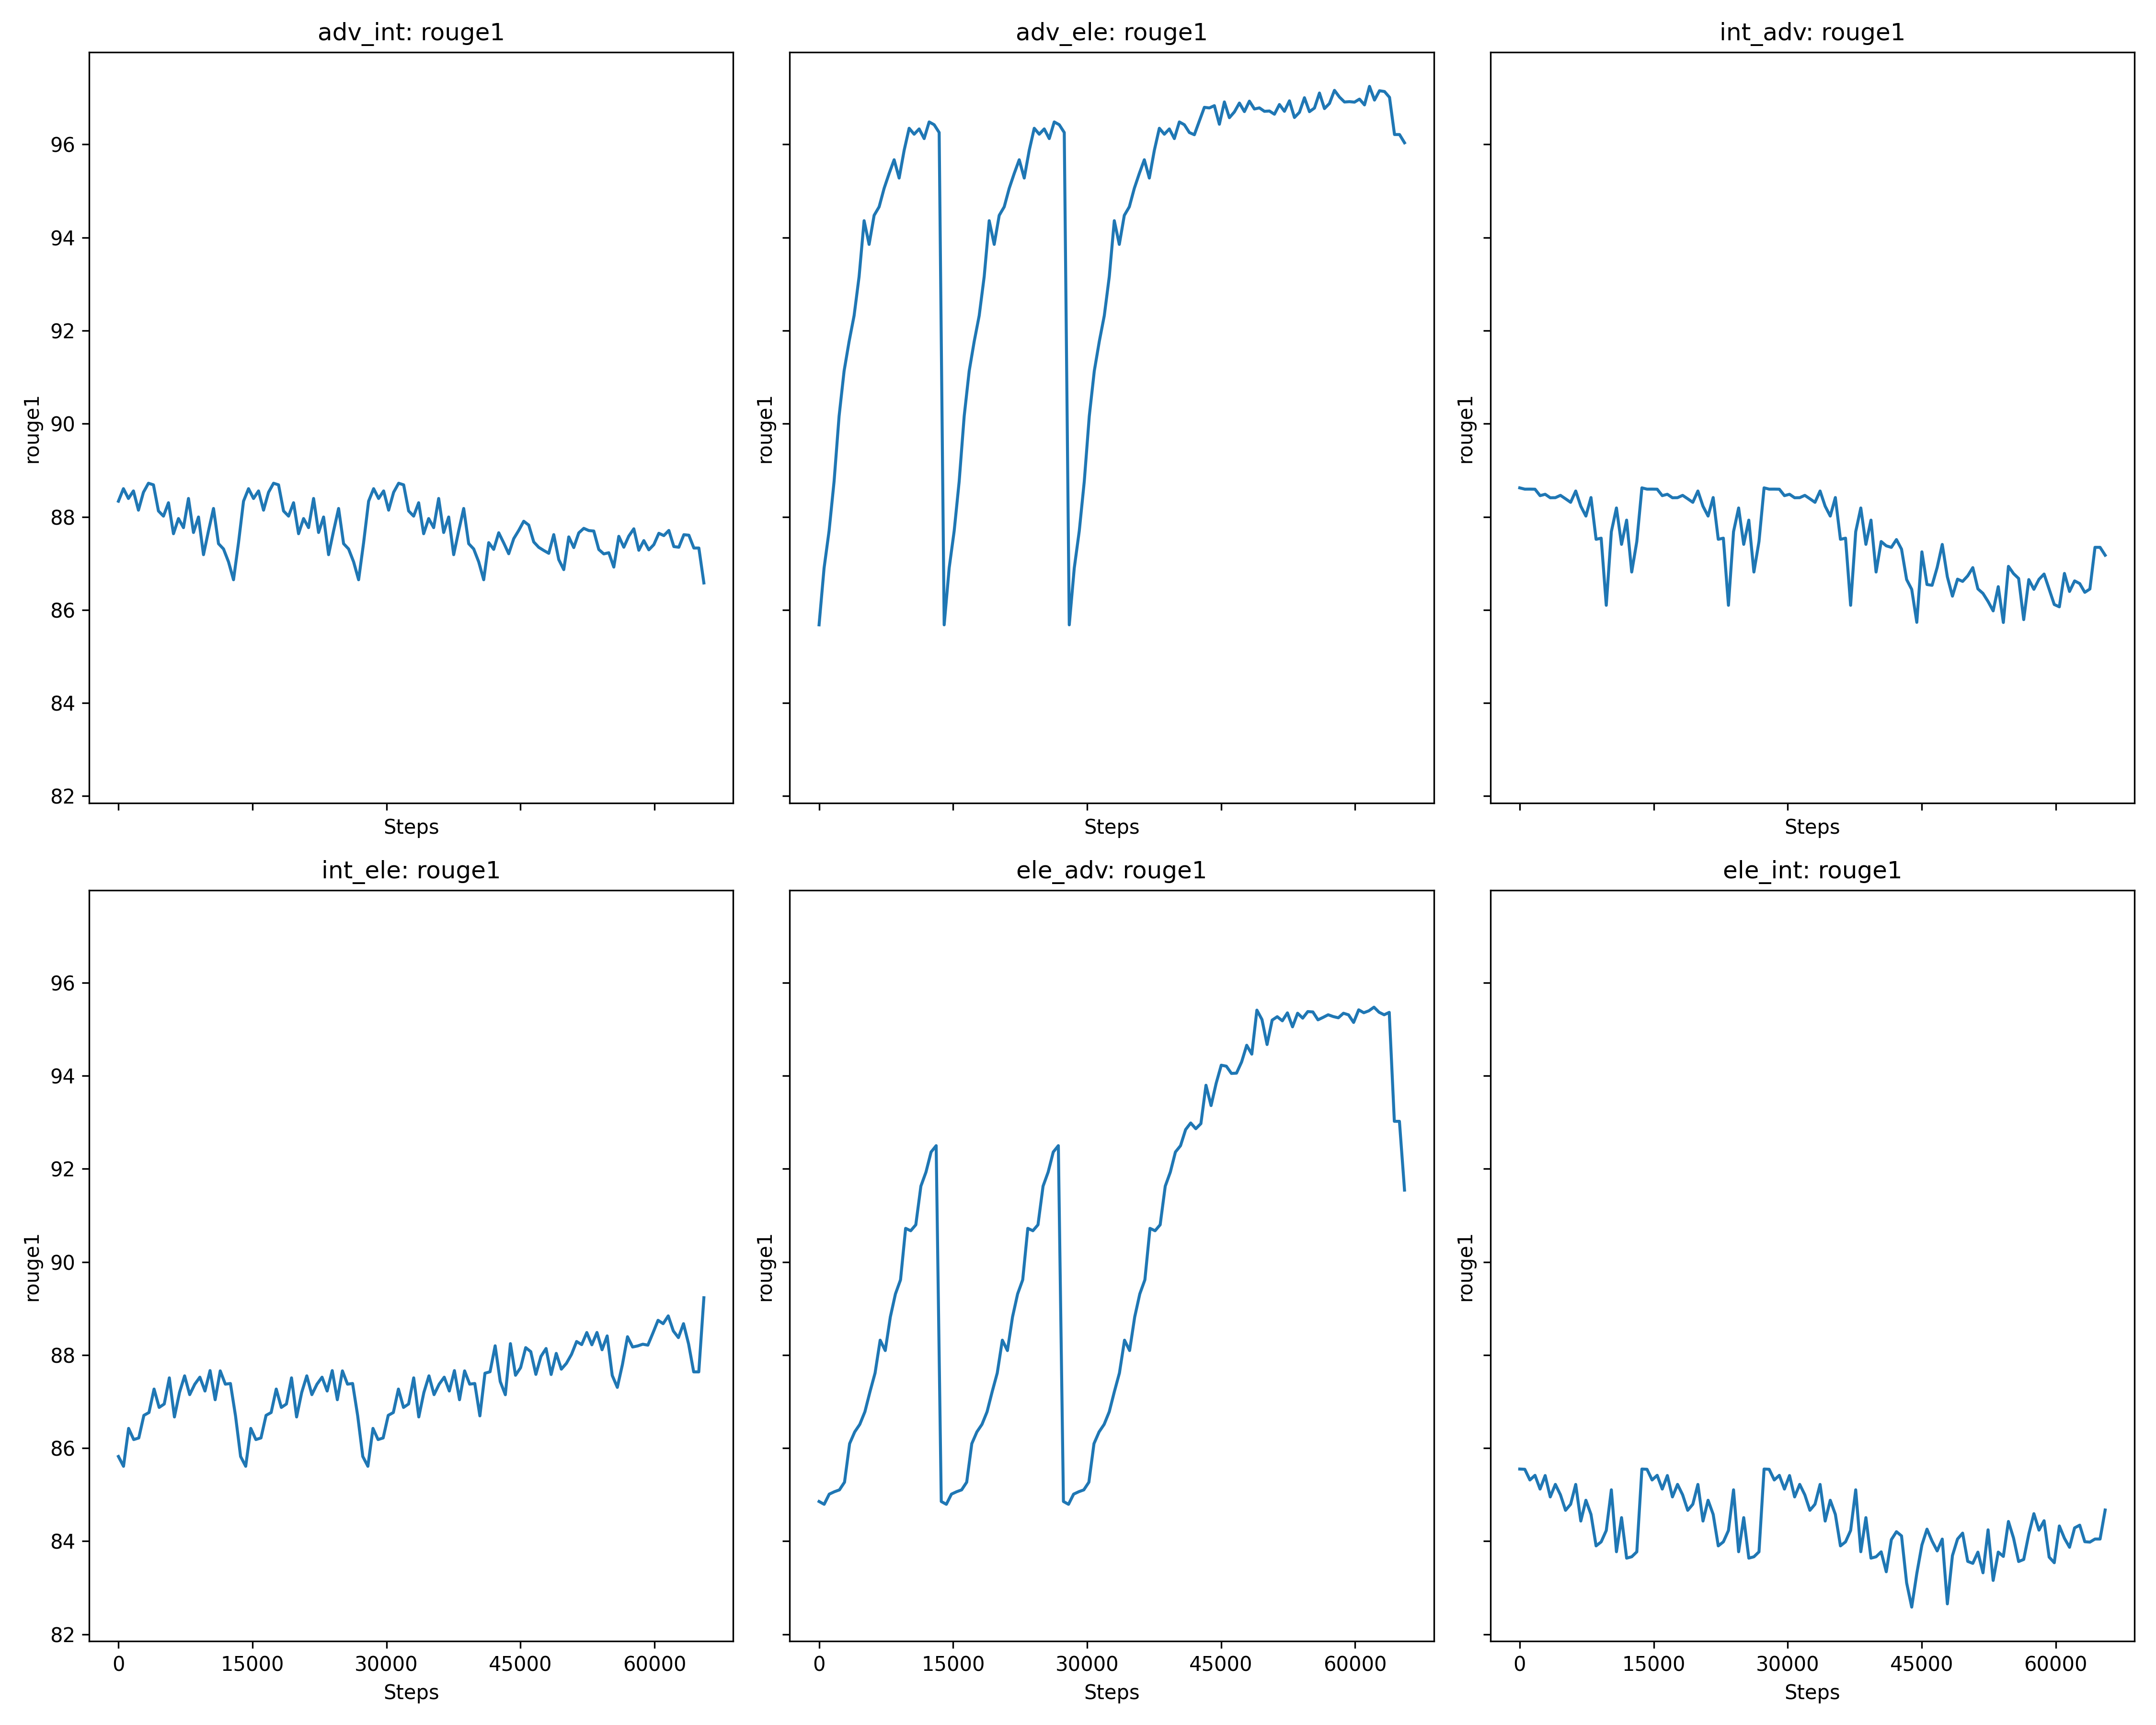 adv_int: rouge1
adv_ele: rouge1
int_adv: rouge1
96
94
92
90
88
86
84
82
rouge1
rouge1
rouge1
Steps
Steps
Steps
int_ele: rouge1
ele_adv: rouge1
ele_int: rouge1
96
94
92
90
88
86
84
82
rouge1
rouge1
rouge1
0 15000 30000 45000 60000
0 15000 30000 45000 60000
0 15000 30000 45000 60000
Steps
Steps
Steps